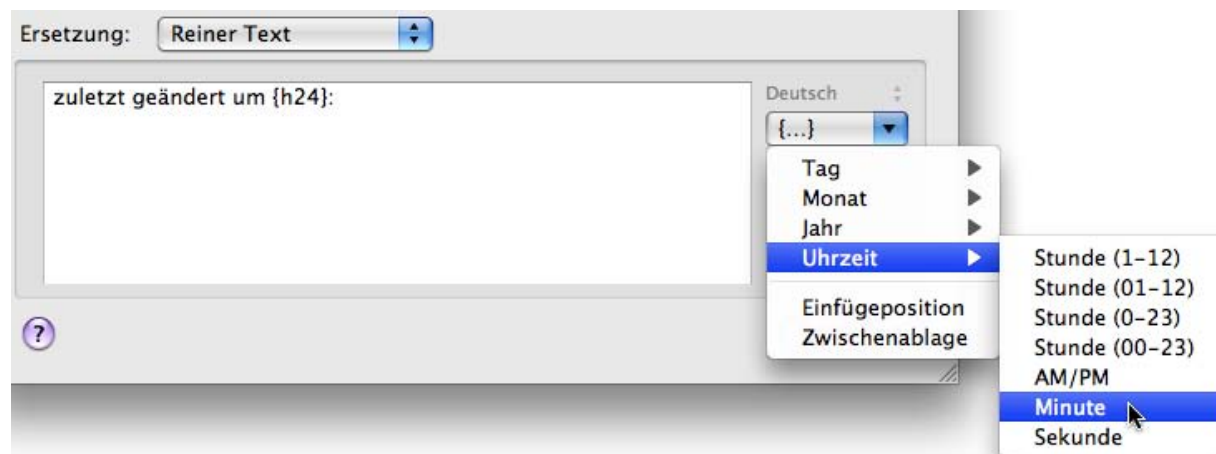 Ersetzung: Reiner Text
zuletzt geändert um {h24}:
Deutsch
{...}
Tag
Monat
Jahr
Uhrzeit
Einfügeposition
Zwischenablage
Stunde (1–12)
Stunde (01–12)
Stunde (0–23)
Stunde (00–23)
AM/PM
Minute
Sekunde
?